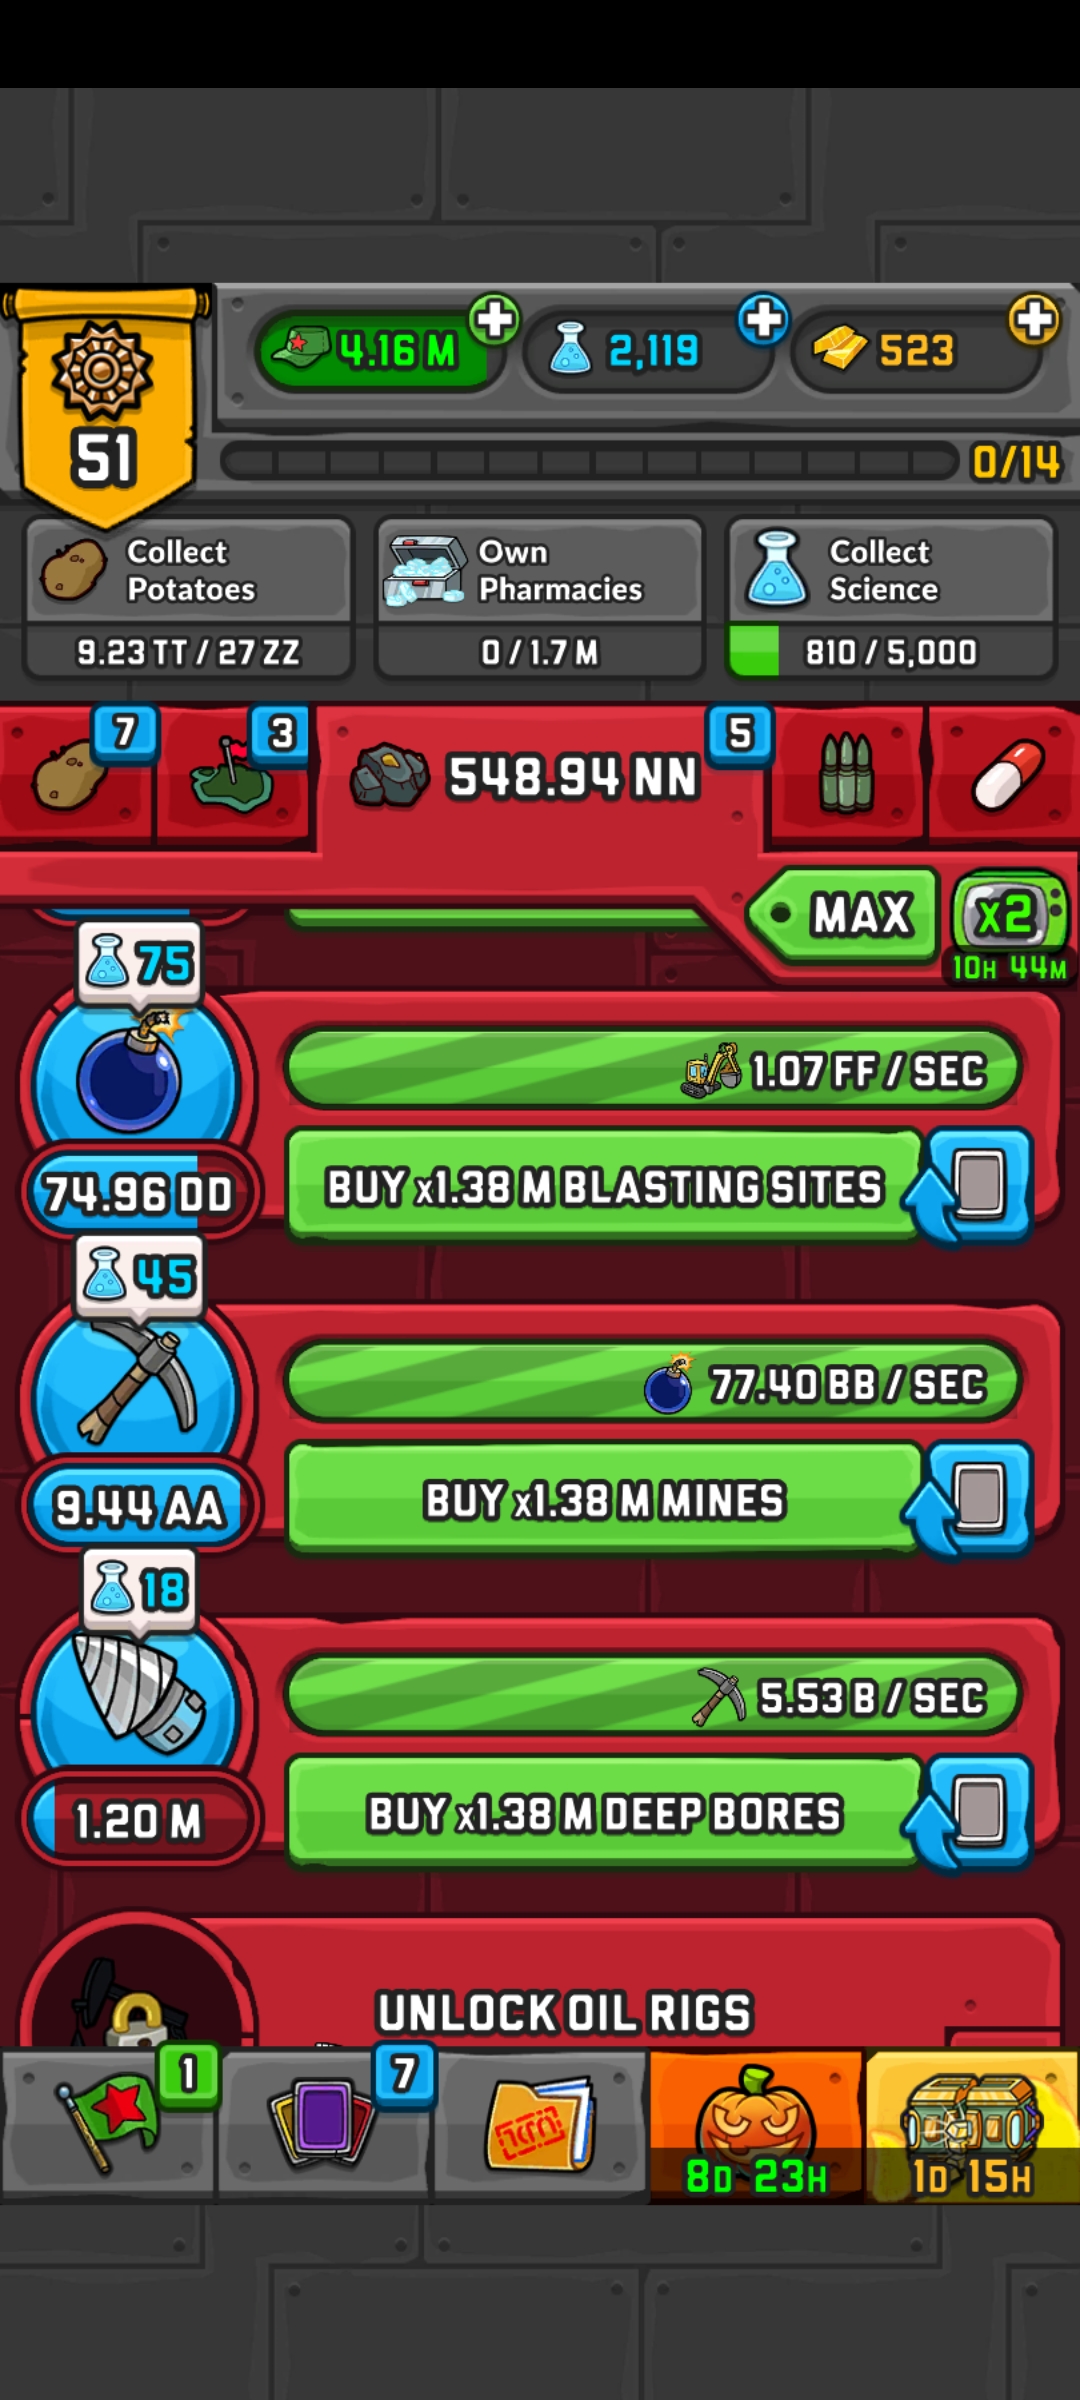 51
4.16 M
2,119
523
0/14
Collect
Potatoes
9.23 TT / 27 ZZ
Own
Pharmacies
0 / 1.7 M
Collect
Science
810 / 5,000
7
3
548.94 NN
5
MAX
x2
10H 44M
75
1.07 FF / SEC
74.96 DD
BUY x1.38 M BLASTING SITES
45
77.40 BB / SEC
9.44 AA
BUY x1.38 M MINES
18
5.53 B / SEC
1.20 M
BUY x1.38 M DEEP BORES
UNLOCK OIL RIGS
1
7
8D 23H
1D 15H